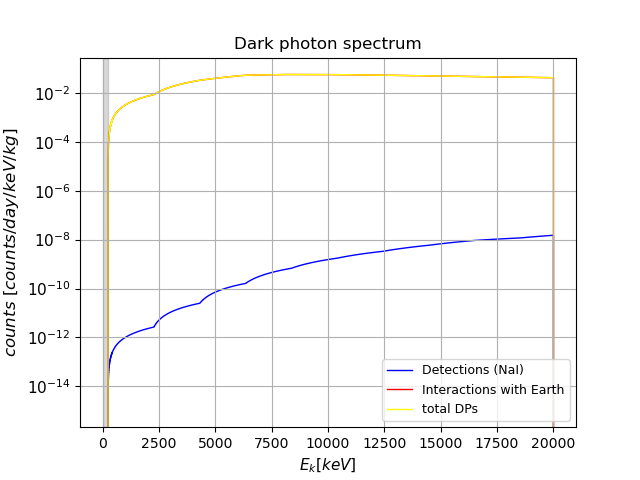 Dark photon spectrum
counts [counts/day/keV/kg]
10⁻²
10⁻⁴
10⁻⁶
10⁻⁸
10⁻¹⁰
10⁻¹²
10⁻¹⁴
Detections (NaI)
Interactions with Earth
total DPs
0 2500 5000 7500 10000 12500 15000 17500 20000
Eₖ[keV]